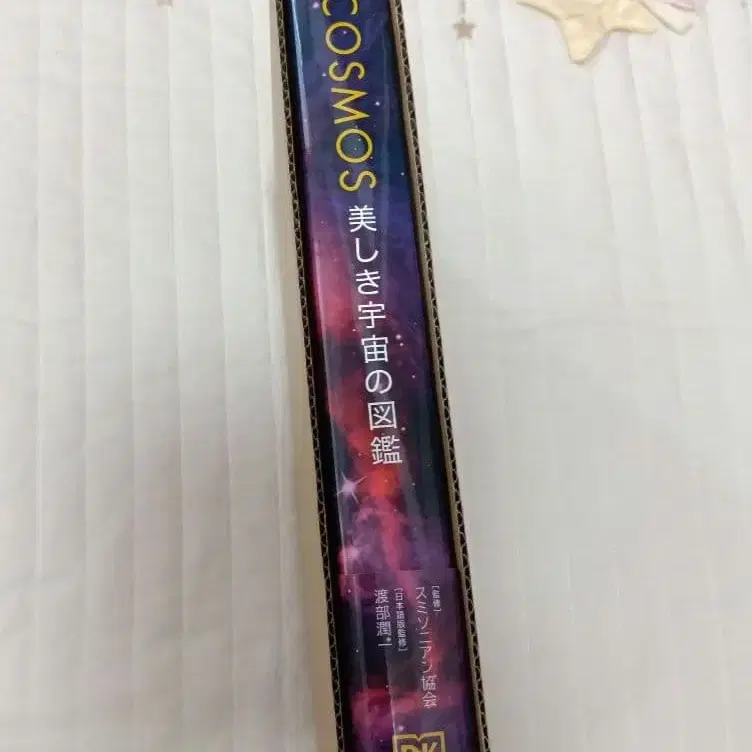 COSMOS 美しき宇宙の図鑑
[監修]
スミソニアン協会
[日本語版監修]
渡部潤一
DK